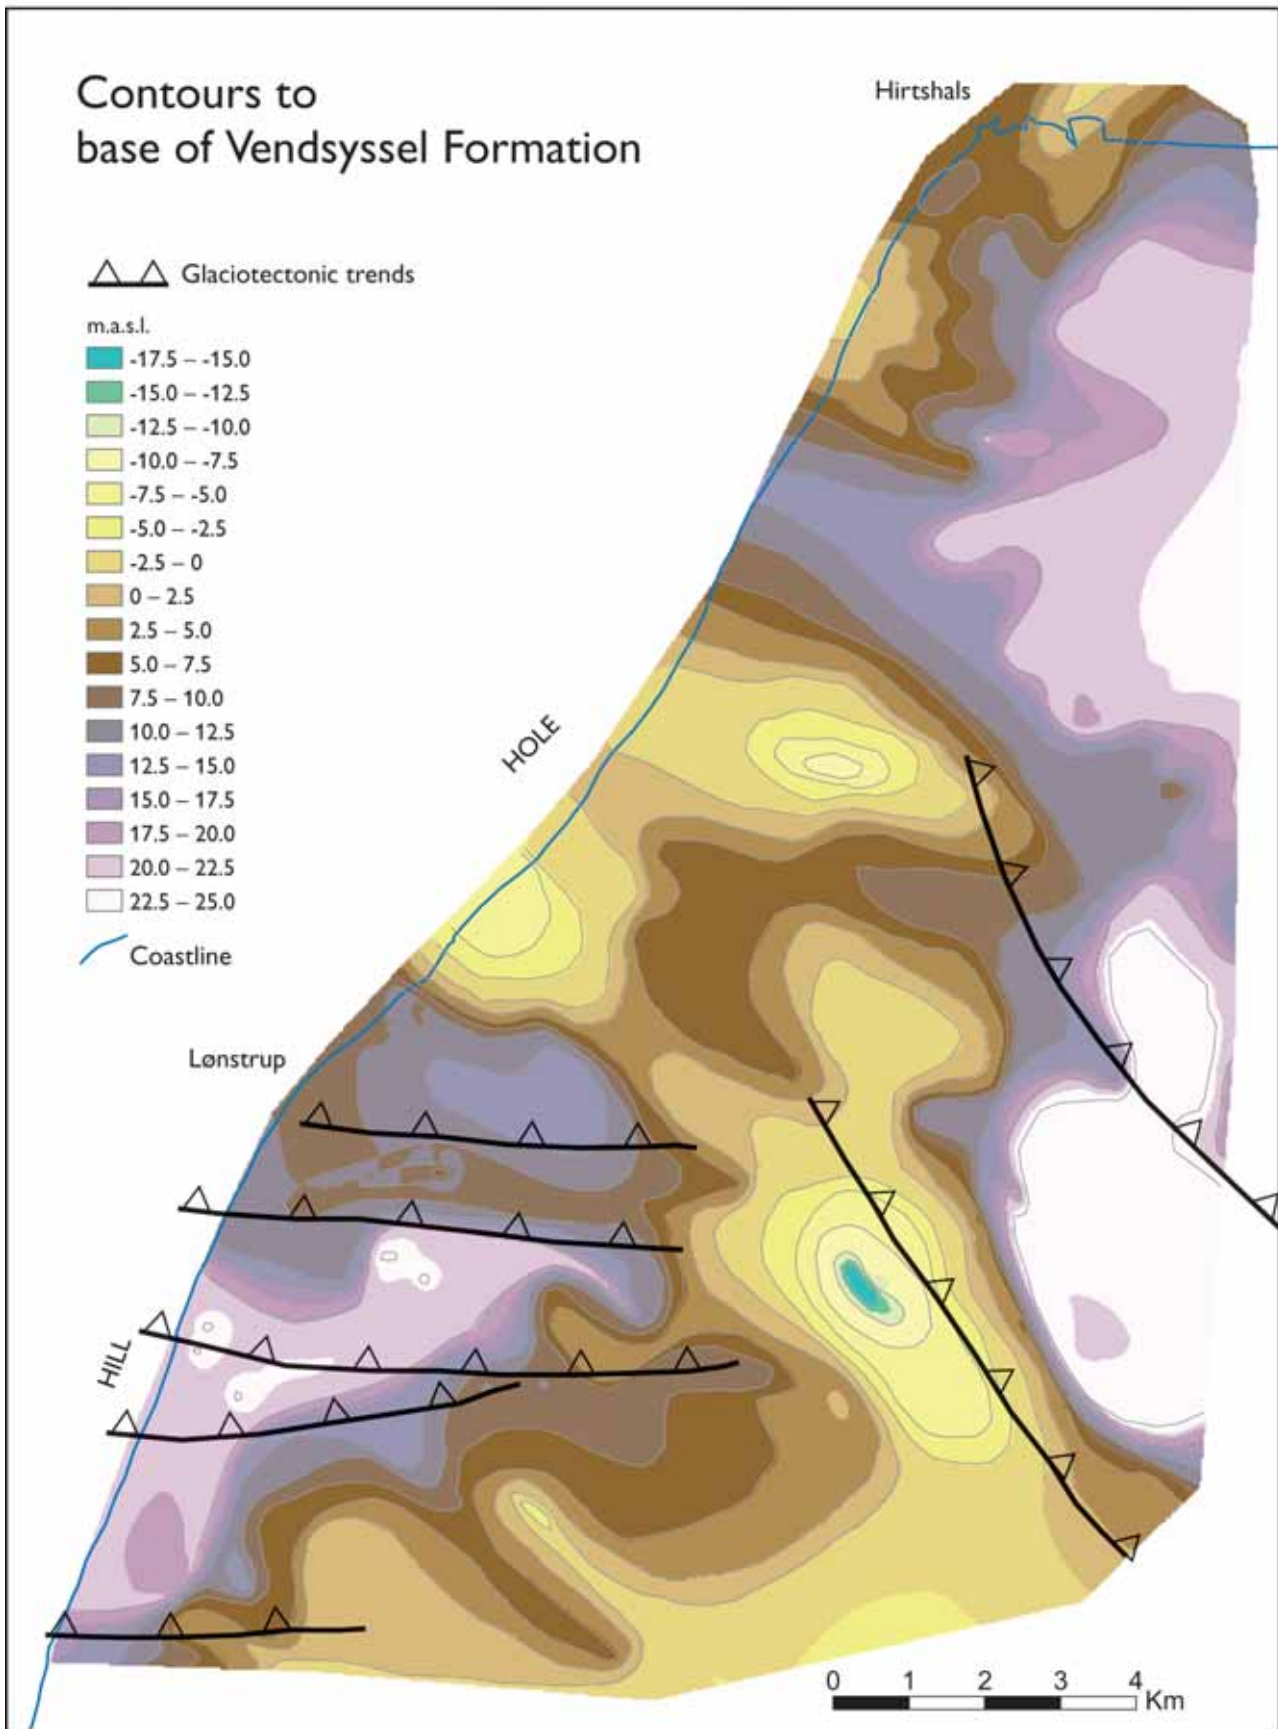 Contours to
base of Vendsyssel Formation
Hirtshals
Glaciotectonic trends
m.a.s.l.
-17.5 – -15.0
-15.0 – -12.5
-12.5 – -10.0
-10.0 – -7.5
-7.5 – -5.0
-5.0 – -2.5
-2.5 – 0
0 – 2.5
2.5 – 5.0
5.0 – 7.5
7.5 – 10.0
10.0 – 12.5
12.5 – 15.0
15.0 – 17.5
17.5 – 20.0
20.0 – 22.5
22.5 – 25.0
Coastline
HOLE
Lønstrup
HILL
0 1 2 3 4
Km